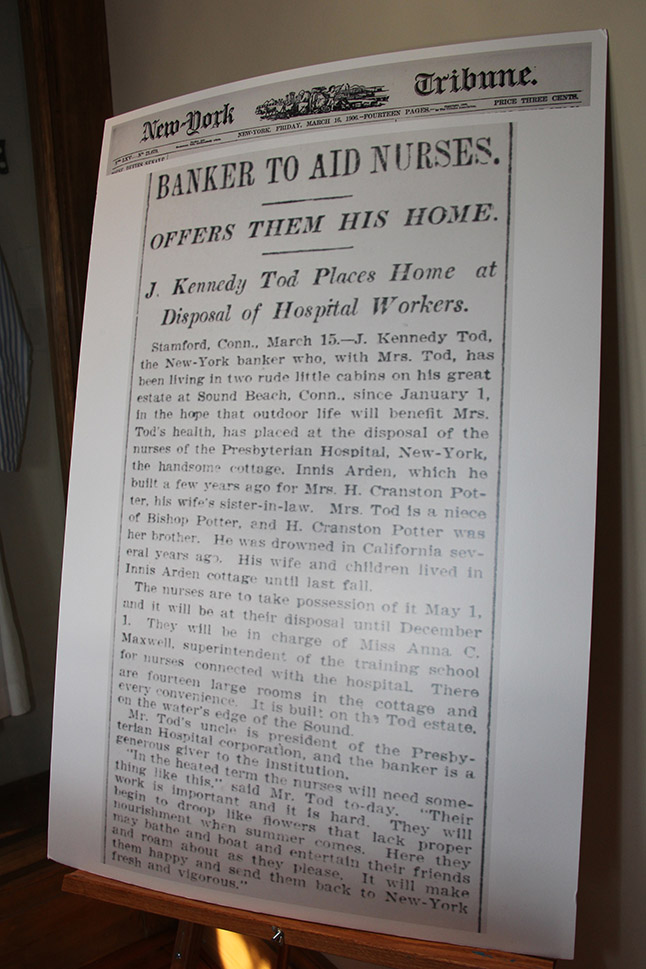 New-York Tribune.
NEW-YORK, FRIDAY, MARCH 16, 1906.—FOURTEEN PAGES.—
PRICE THREE CENTS.
BANKER TO AID NURSES.
OFFERS THEM HIS HOME.
J. Kennedy Tod Places Home at
Disposal of Hospital Workers.
Stamford, Conn., March 15.—J. Kennedy Tod,
the New-York banker who, with Mrs. Tod, has
been living in two rude little cabins on his great
estate at Sound Beach, Conn., since January 1,
in the hope that outdoor life will benefit Mrs.
Tod's health, has placed at the disposal of the
nurses of the Presbyterian Hospital, New-York,
the handsome cottage, Innis Arden, which he
built a few years ago for Mrs. H. Cranston Pot-
ter, his wife's sister-in-law. Mrs. Tod is a niece
of Bishop Potter, and H. Cranston Potter was
her brother. He was drowned in California sev-
eral years ago. His wife and children lived in
Innis Arden cottage until last fall.
The nurses are to take possession of it May 1,
and it will be at their disposal until December
1. They will be in charge of Miss Anna C.
Maxwell, superintendent of the training school
for nurses connected with the hospital. There
are fourteen large rooms in the cottage and
every convenience. It is built on the Tod estate,
on the water's edge of the Sound.
Mr. Tod's uncle is president of the Presby-
terian Hospital corporation, and the banker is a
generous giver to the institution.
"In the heated term the nurses will need some-
thing like this," said Mr. Tod to-day. "Their
work is important and it is hard. They will
begin to droop like flowers that lack proper
nourishment when summer comes. Here they
may bathe and boat and entertain their friends
and roam about as they please. It will make
them happy and send them back to New-York
fresh and vigorous."